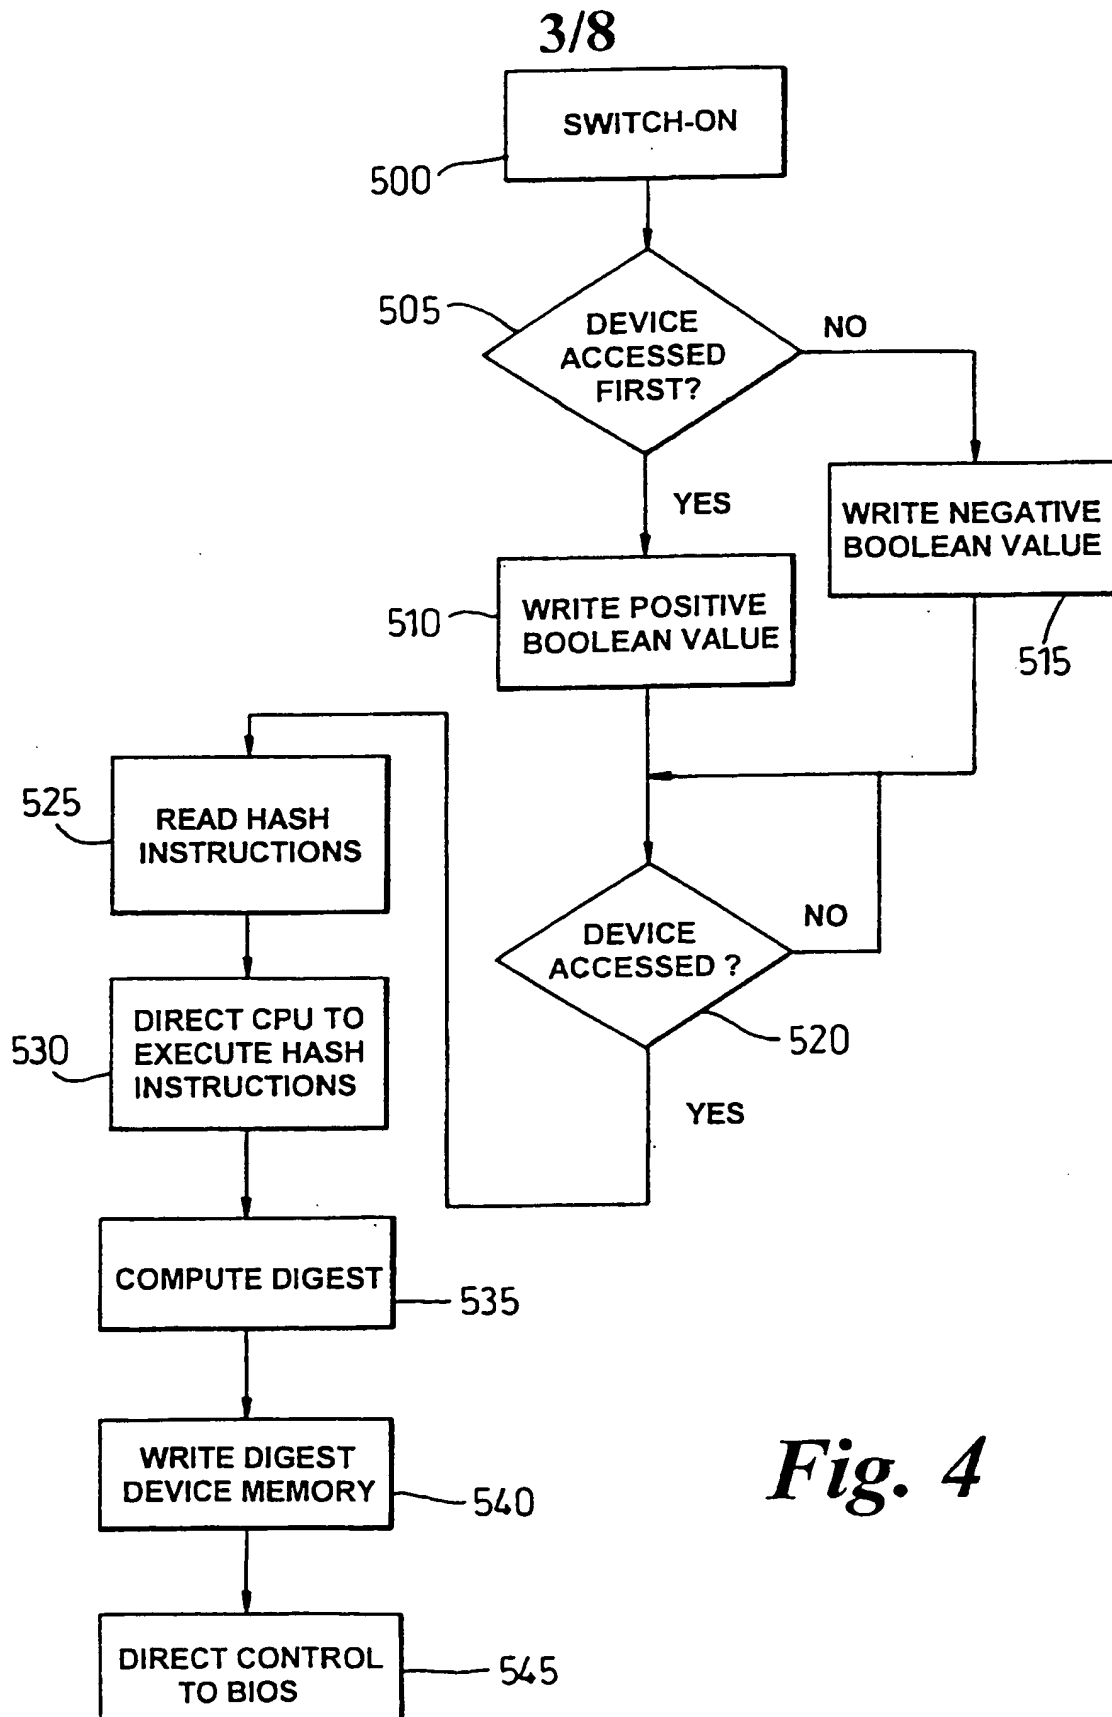 3/8
SWITCH-ON
500
505
DEVICE
ACCESSED
FIRST?
NO
YES
WRITE NEGATIVE
BOOLEAN VALUE
515
510
WRITE POSITIVE
BOOLEAN VALUE
525
READ HASH
INSTRUCTIONS
DEVICE
ACCESSED ?
NO
520
YES
530
DIRECT CPU TO
EXECUTE HASH
INSTRUCTIONS
COMPUTE DIGEST
535
WRITE DIGEST
DEVICE MEMORY
540
Fig. 4
DIRECT CONTROL
TO BIOS
545